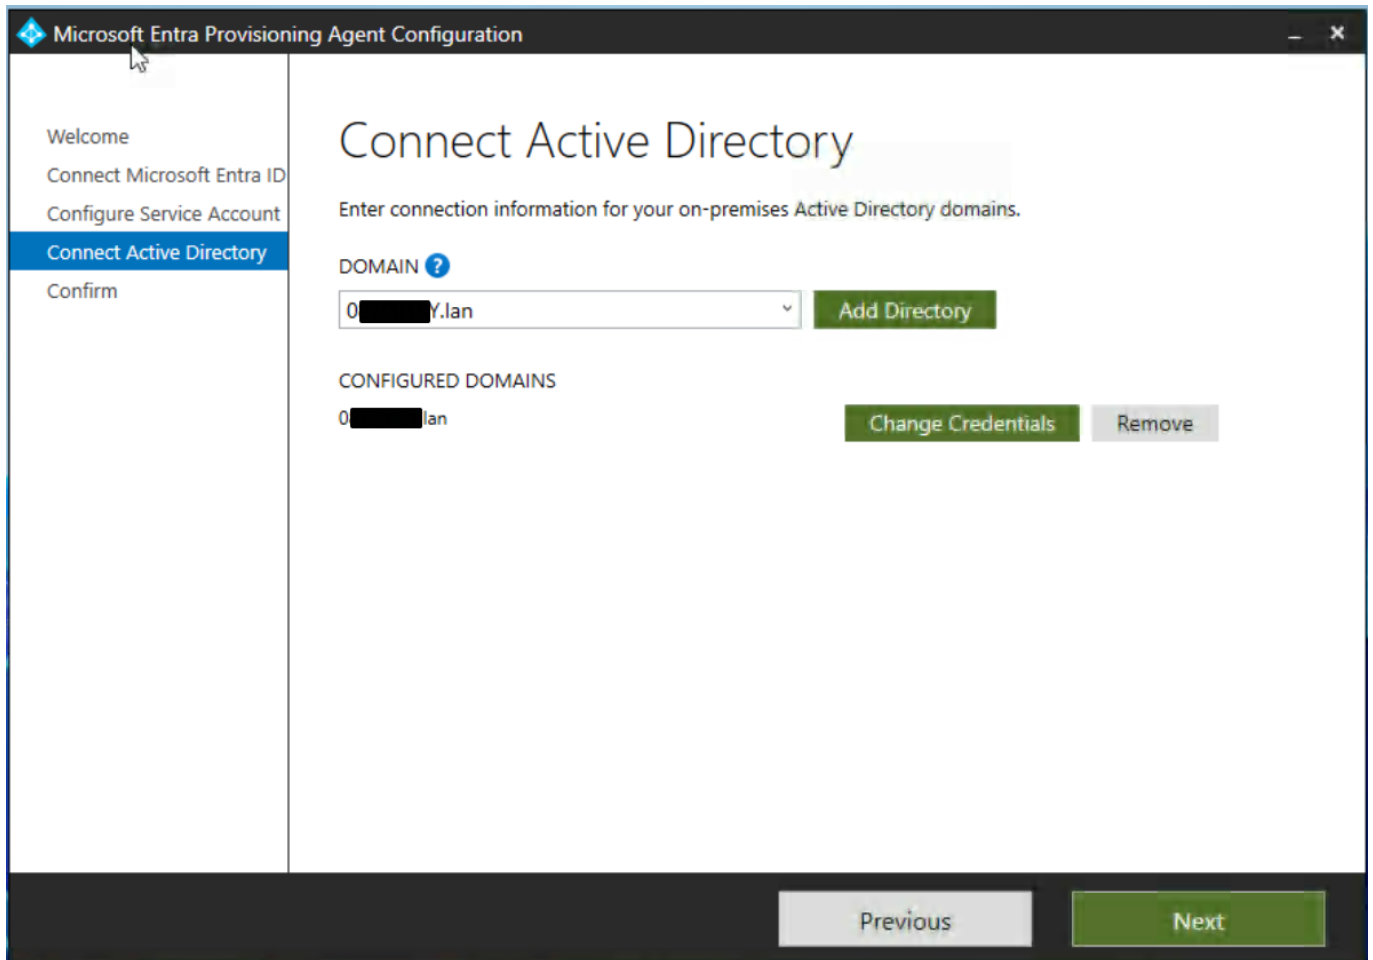 Microsoft Entra Provisioning Agent Configuration
Welcome
Connect Microsoft Entra ID
Configure Service Account
Connect Active Directory
Confirm
Connect Active Directory
Enter connection information for your on-premises Active Directory domains.
DOMAIN ?
0 Y.lan
Add Directory
CONFIGURED DOMAINS
0 lan
Change Credentials
Remove
Previous
Next